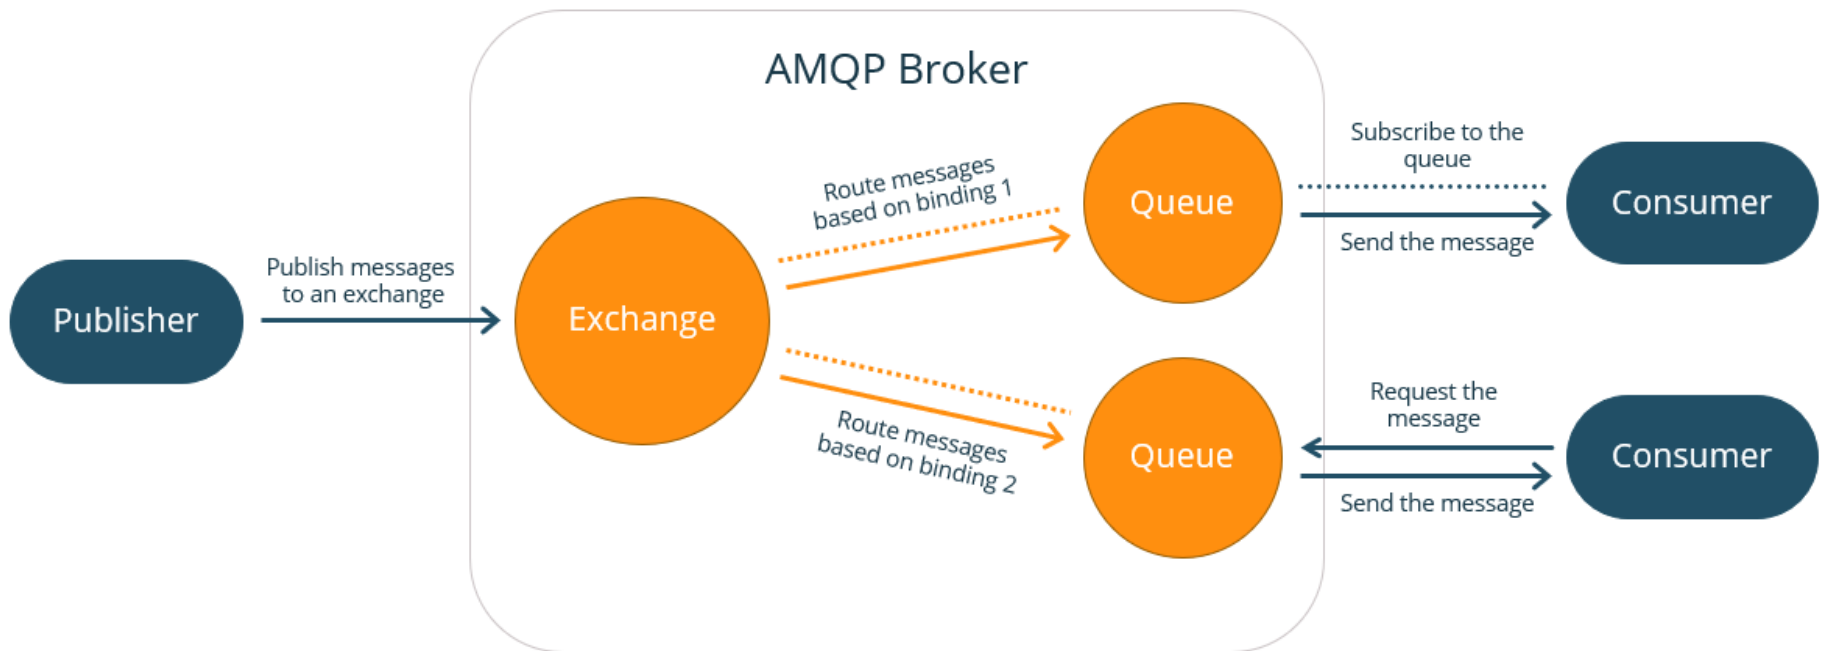 AMQP Broker
Publisher
Publish messages
to an exchange
Exchange
Route messages
based on binding 1
Queue
Subscribe to the
queue
Send the message
Consumer
Route messages
based on binding 2
Queue
Request the
message
Send the message
Consumer